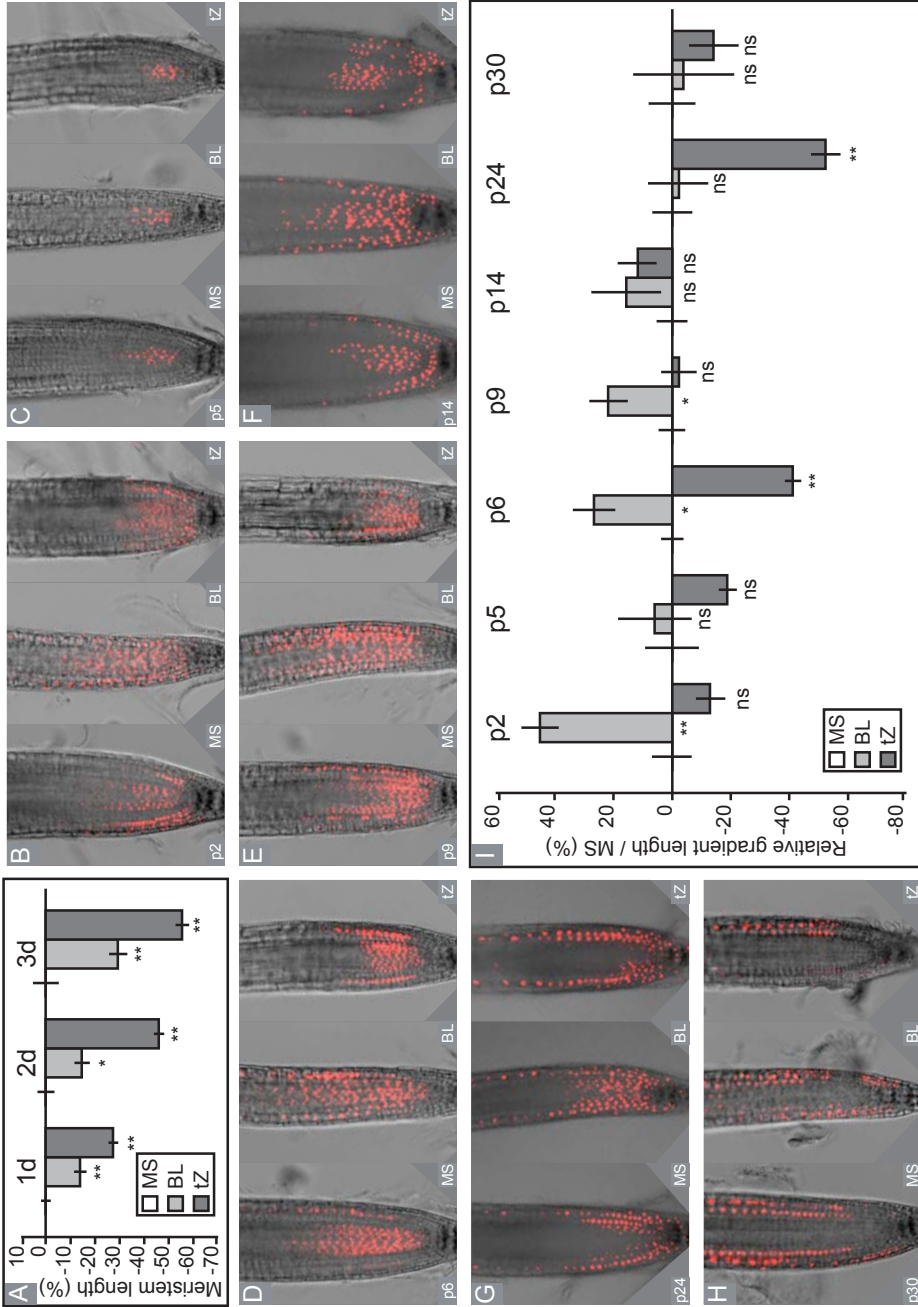 A
Meristem length (%)
10
0
-10
-20
-30
-40
-50
-60
-70
1d
2d
3d
** **
* **
** **
MS
BL
tZ
B
p2 MS BL tZ
C
p5 MS BL tZ
D
p6 MS BL tZ
E
p9 MS BL tZ
F
p14 MS BL tZ
G
p24 MS BL tZ
H
p30 MS BL tZ
I
Relative gradient length / MS (%)
60
40
20
0
-20
-40
-60
-80
p2 p5 p6 p9 p14 p24 p30
** ns
ns ns
* **
* ns
ns ns
ns **
ns ns
MS
BL
tZ